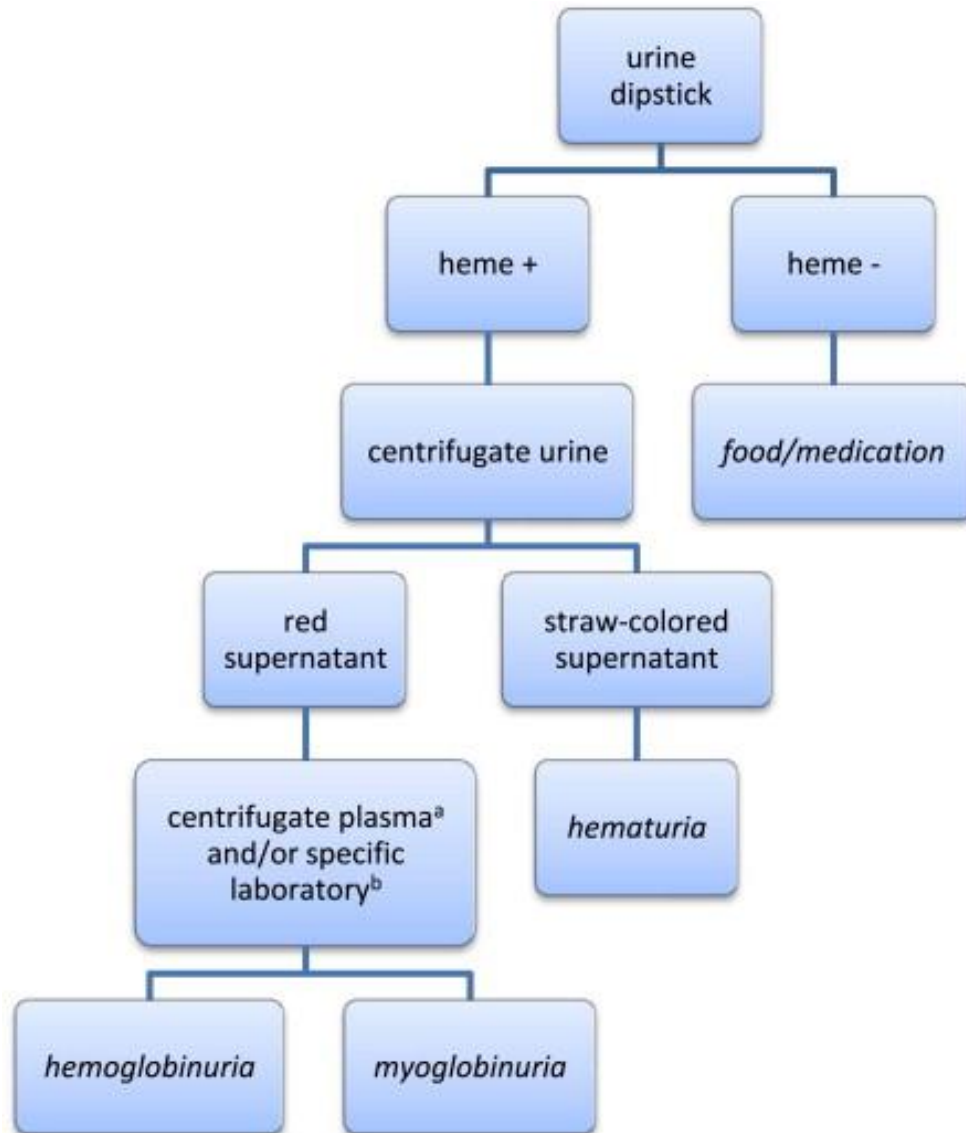 urine
dipstick
heme +
heme -
centrifugate urine
food/medication
red
supernatant
straw-colored
supernatant
centrifugate plasmaᵃ
and/or specific
laboratoryᵇ
hematuria
hemoglobinuria
myoglobinuria